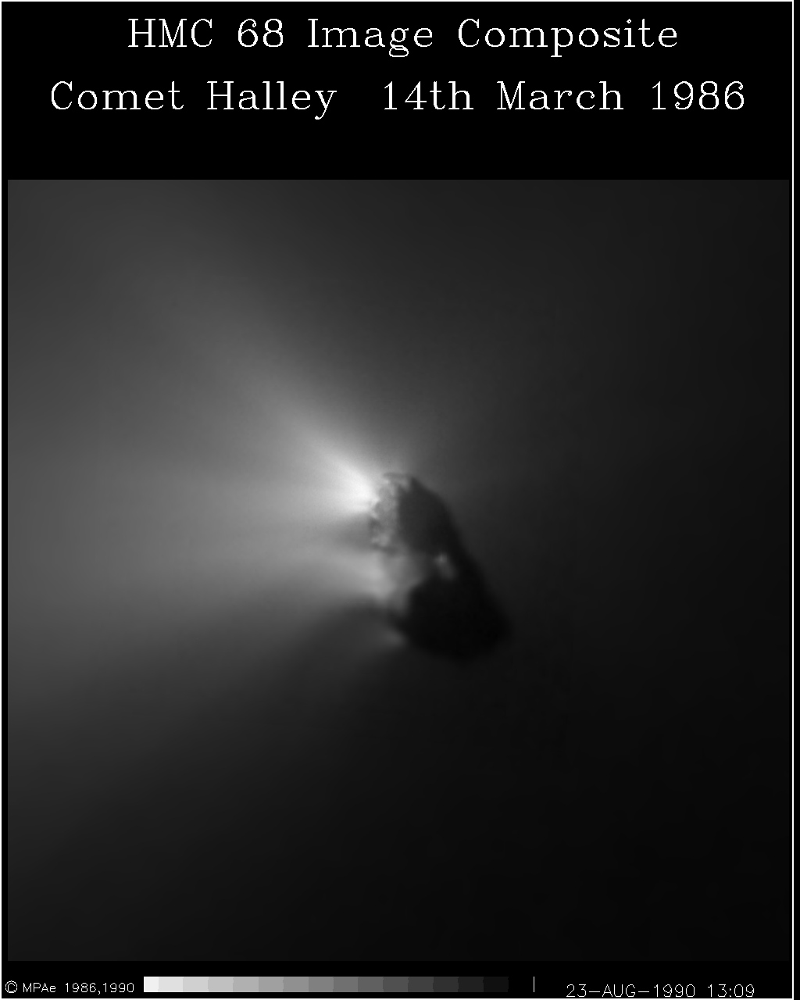 HMC 68 Image Composite
Comet Halley 14th March 1986
© MPAe 1986,1990
23-AUG-1990 13:09